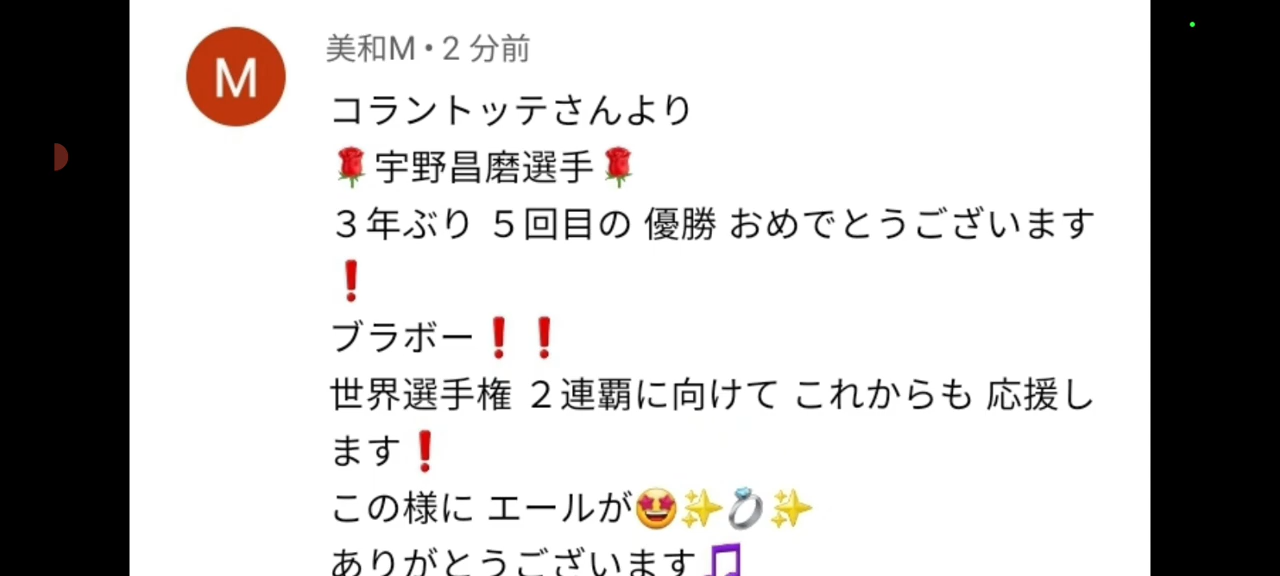 M
美和M • 2 分前
コラントッテさんより
🌹宇野昌磨選手🌹
３年ぶり ５回目の 優勝 おめでとうございます
❗
ブラボー❗❗
世界選手権 ２連覇に向けて これからも 応援し
ます❗
この様に エールが🤩✨💍✨
ありがとうございます🎵